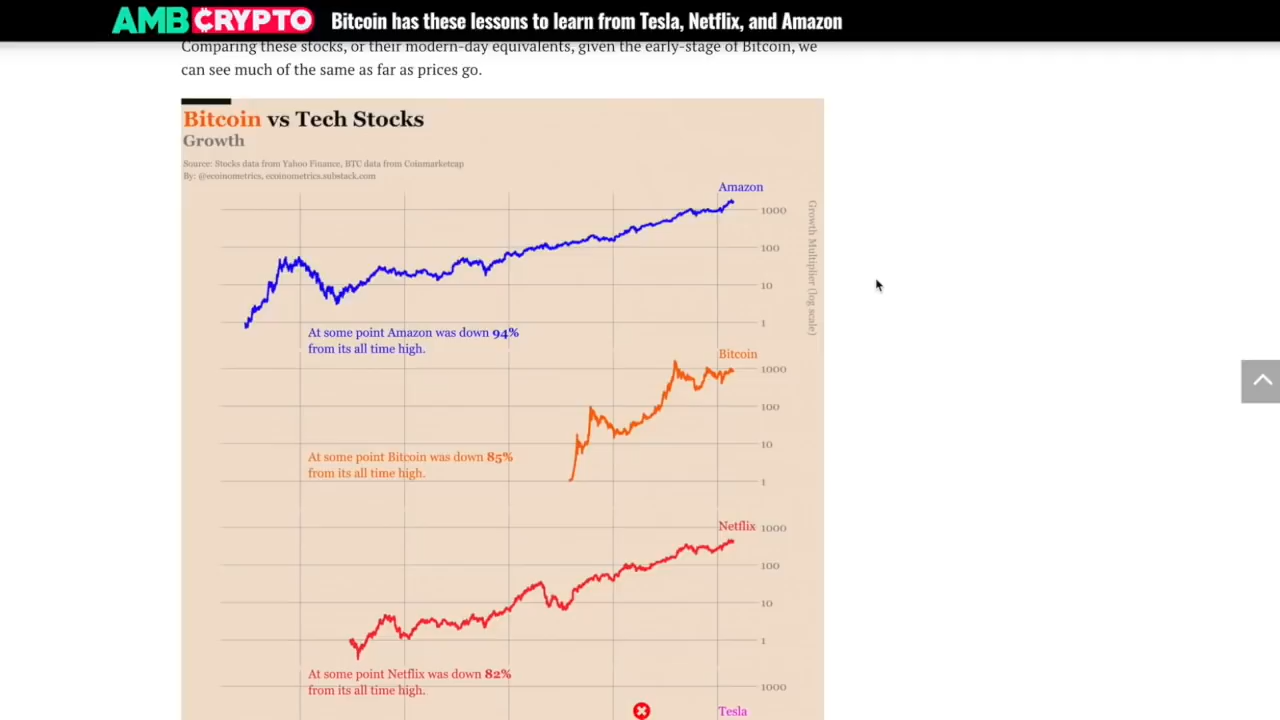 AMBCRYPTO Bitcoin has these lessons to learn from Tesla, Netflix, and Amazon
Comparing these stocks, or their modern-day equivalents, given the early-stage of Bitcoin, we
can see much of the same as far as prices go.
Bitcoin vs Tech Stocks
Growth
Source: Stocks data from Yahoo Finance, BTC data from Coinmarketcap
By: @ecoinometrics, ecoinometrics.substack.com
Amazon
1000
100
10
1
Growth Multiplier (log scale)
At some point Amazon was down 94%
from its all time high.
Bitcoin
1000
100
10
1
At some point Bitcoin was down 85%
from its all time high.
Netflix
1000
100
10
1
At some point Netflix was down 82%
from its all time high.
1000
Tesla